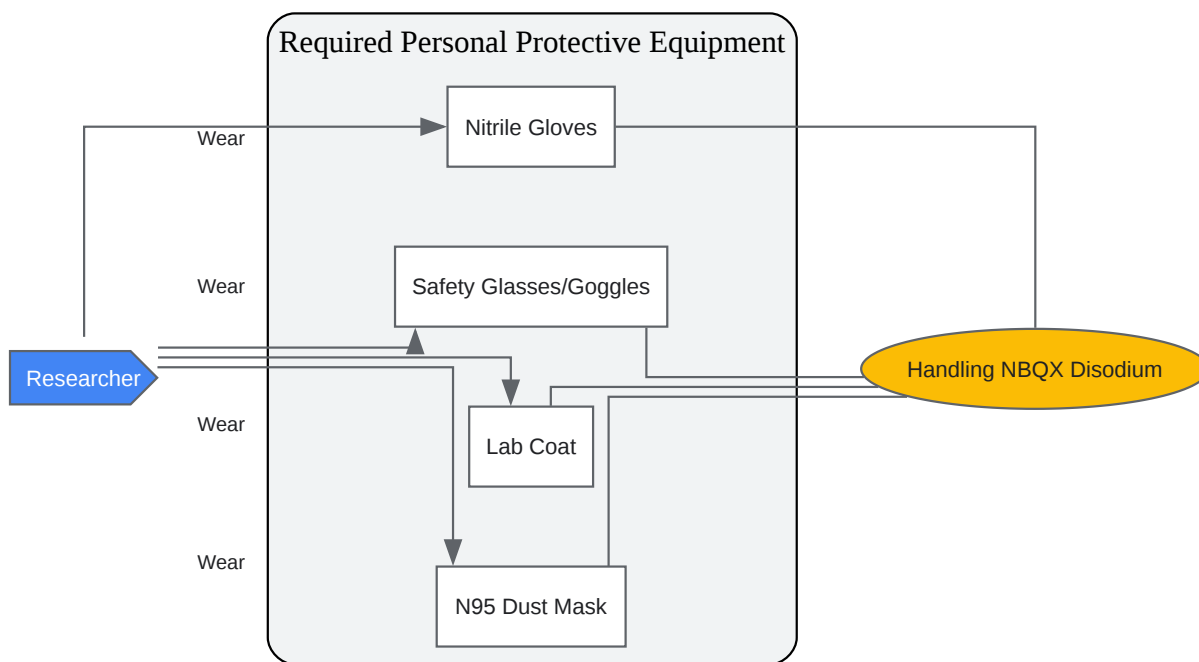 Required Personal Protective Equipment
Wear
Nitrile Gloves
Wear
Safety Glasses/Goggles
Researcher
Handling NBQX Disodium
Wear
Lab Coat
Wear
N95 Dust Mask